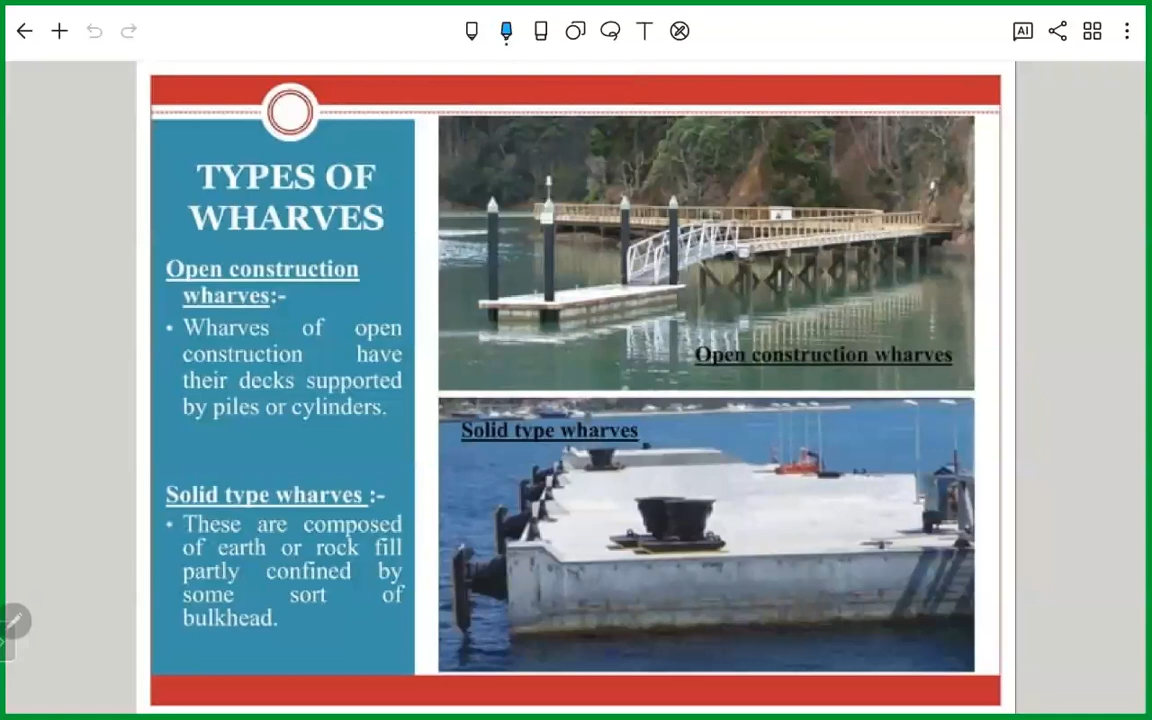 AI
T
TYPES OF
WHARVES
Open construction
wharves:-
• Wharves of open
construction have
their decks supported
by piles or cylinders.
Solid type wharves :-
• These are composed
of earth or rock fill
partly confined by
some sort of
bulkhead.
Open construction wharves
Solid type wharves